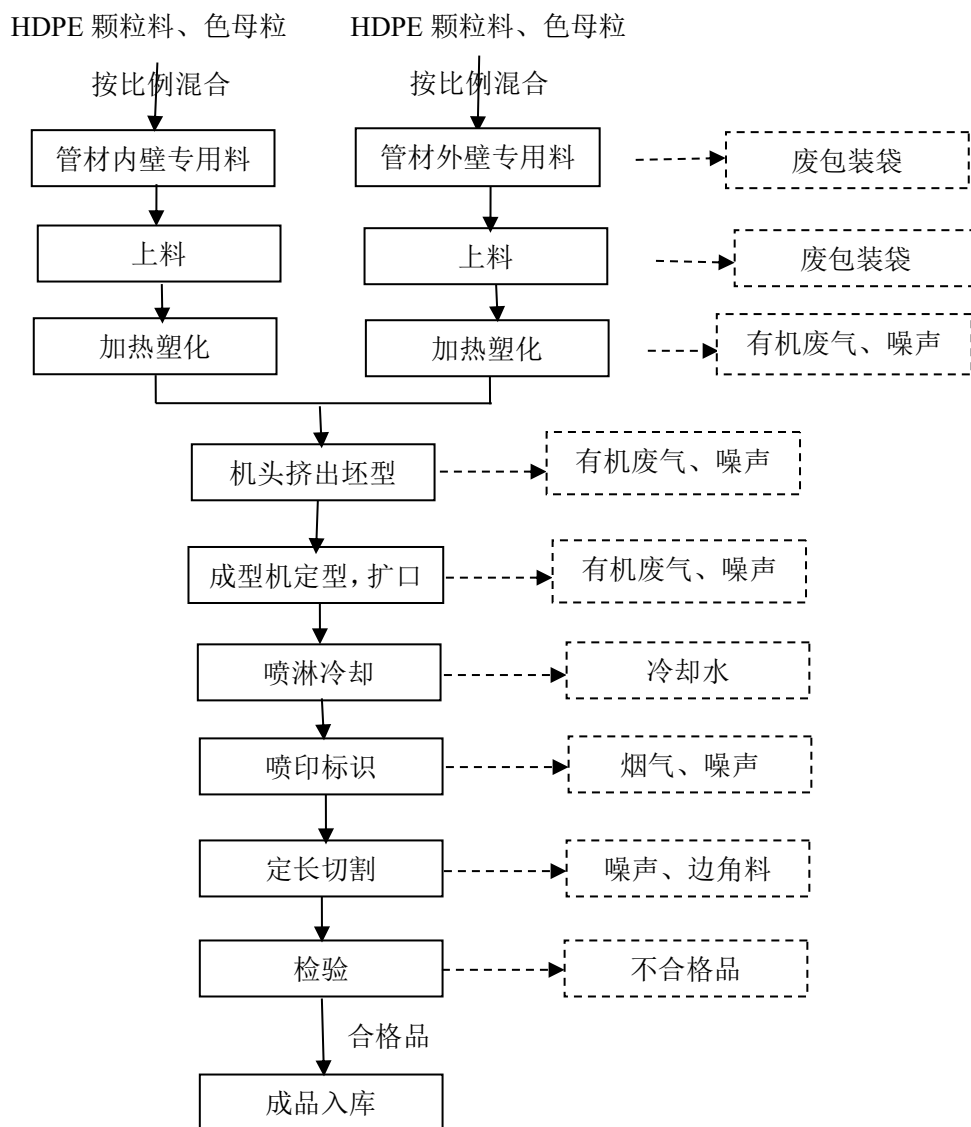 HDPE 颗粒料、色母粒
HDPE 颗粒料、色母粒
按比例混合
按比例混合
管材内壁专用料
管材外壁专用料
废包装袋
上料
上料
废包装袋
加热塑化
加热塑化
有机废气、噪声
机头挤出坯型
有机废气、噪声
成型机定型，扩口
有机废气、噪声
喷淋冷却
冷却水
喷印标识
烟气、噪声
定长切割
噪声、边角料
检验
不合格品
合格品
成品入库